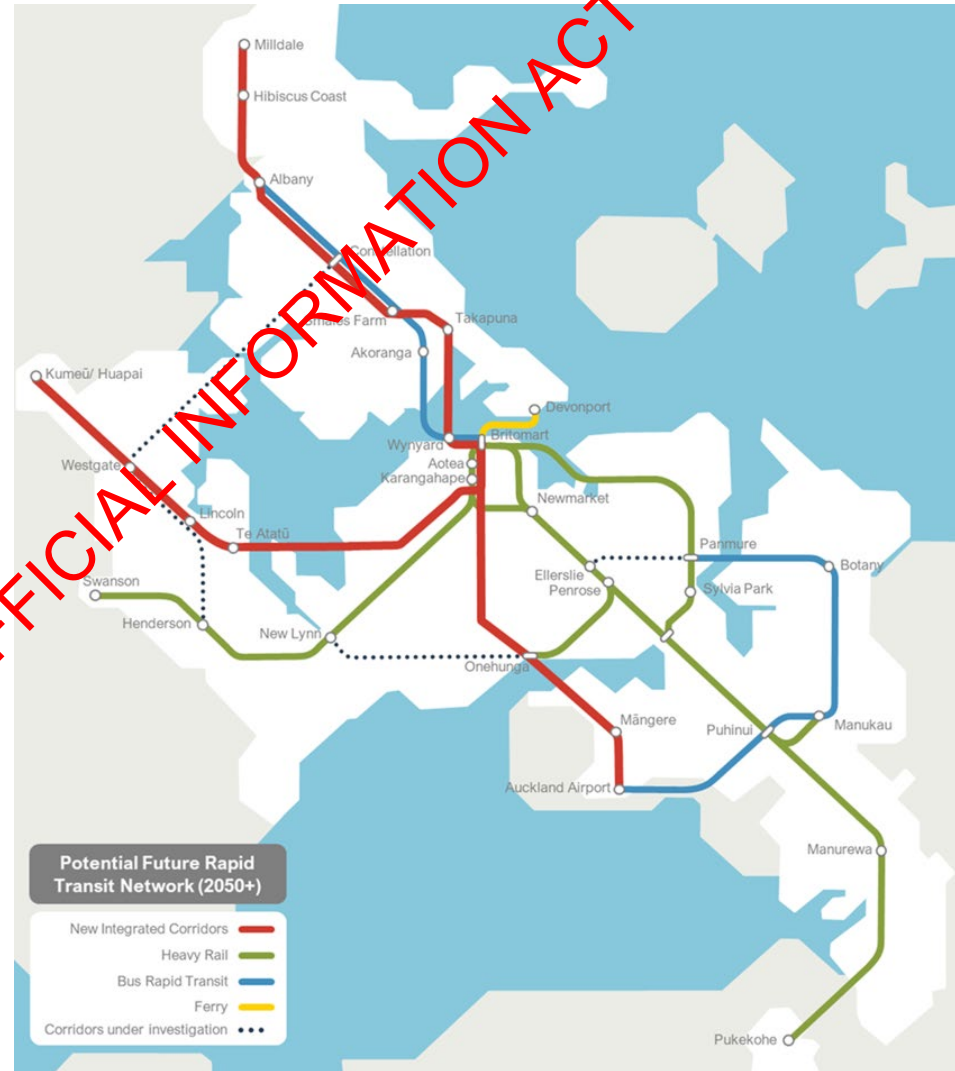 Milldale
Hibiscus Coast
Albany
Constellation
Smales Farm
Takapuna
Akoranga
Kumeū/ Huapai
Devonport
Wynyard
Britomart
Westgate
Aotea
Karangahape
Lincoln
Te Atatū
Newmarket
Panmure
Swanson
Ellerslie
Botany
Penrose
Sylvia Park
Henderson
New Lynn
Onehunga
Māngere
Puhinui
Manukau
Auckland Airport
Manurewa
Pukekohe
OFFICIAL INFORMATION ACT
Potential Future Rapid
Transit Network (2050+)
New Integrated Corridors
Heavy Rail
Bus Rapid Transit
Ferry
Corridors under investigation